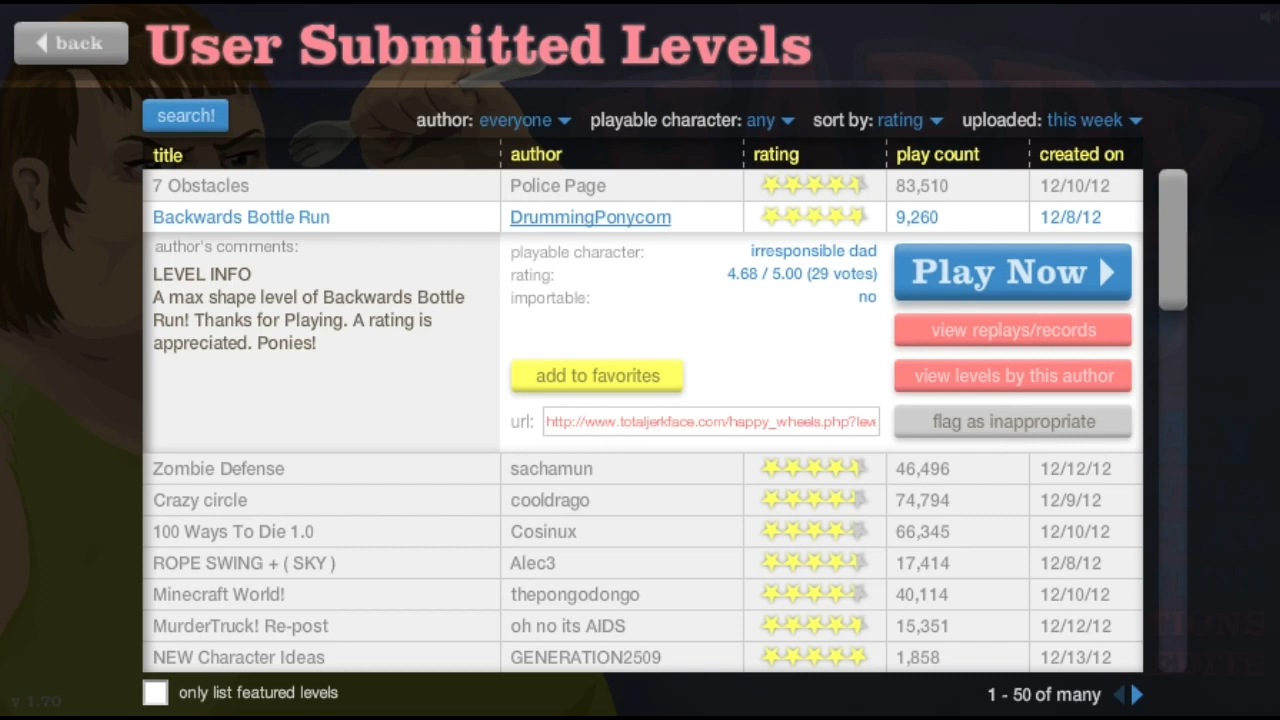 back
User Submitted Levels
search!
author: everyone playable character: any sort by: rating uploaded: this week
title author rating play count created on
7 Obstacles Police Page 83,510 12/10/12
Backwards Bottle Run DrummingPonycorn 9,260 12/8/12
author's comments:
LEVEL INFO
A max shape level of Backwards Bottle
Run! Thanks for Playing. A rating is
appreciated. Ponies!
playable character: irresponsible dad
rating: 4.68 / 5.00 (29 votes)
importable: no
add to favorites
url: http://www.totaljerkface.com/happy_wheels.php?leve
Play Now
view replays/records
view levels by this author
flag as inappropriate
Zombie Defense sachamun 46,496 12/12/12
Crazy circle cooldrago 74,794 12/9/12
100 Ways To Die 1.0 Cosinux 66,345 12/10/12
ROPE SWING + ( SKY ) Alec3 17,414 12/8/12
Minecraft World! thepongodongo 40,114 12/10/12
MurderTruck! Re-post oh no its AIDS 15,351 12/12/12
NEW Character Ideas GENERATION2509 1,858 12/13/12
only list featured levels 1 - 50 of many
v 1.70